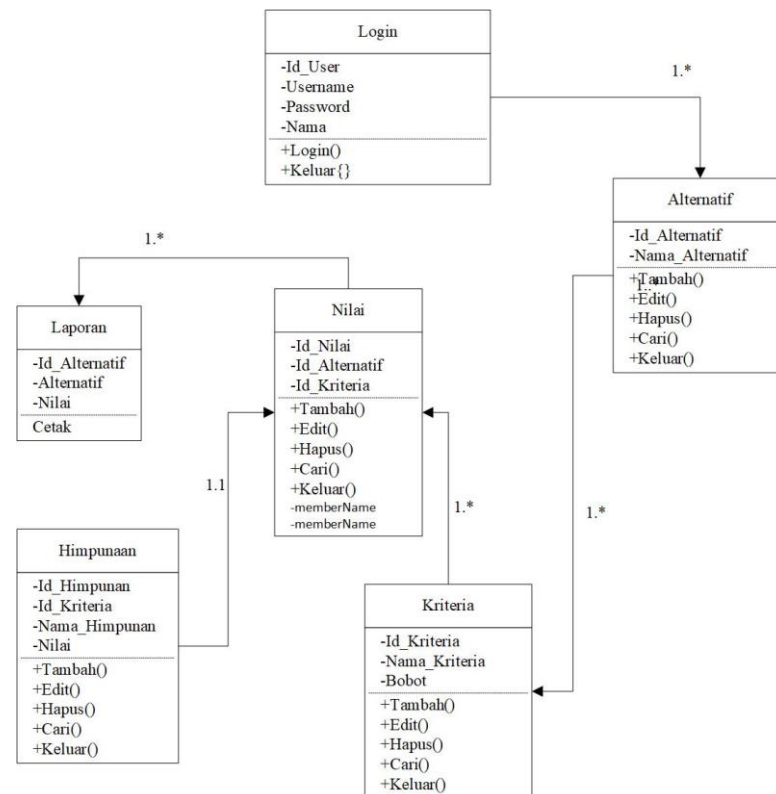 Login
-Id_User
-Username
-Password
-Nama
+Login()
+Keluar{}
1.*
Alternatif
-Id_Alternatif
-Nama_Alternatif
+Tambah()
1..*
+Edit()
+Hapus()
+Cari()
+Keluar()
1.*
Laporan
-Id_Alternatif
-Alternatif
-Nilai
Cetak
Nilai
-Id_Nilai
-Id_Alternatif
-Id_Kriteria
+Tambah()
+Edit()
+Hapus()
+Cari()
+Keluar()
-memberName
-memberName
1.1
1.*
1.*
Himpunaan
-Id_Himpunan
-Id_Kriteria
-Nama_Himpunan
-Nilai
+Tambah()
+Edit()
+Hapus()
+Cari()
+Keluar()
Kriteria
-Id_Kriteria
-Nama_Kriteria
-Bobot
+Tambah()
+Edit()
+Hapus()
+Cari()
+Keluar()